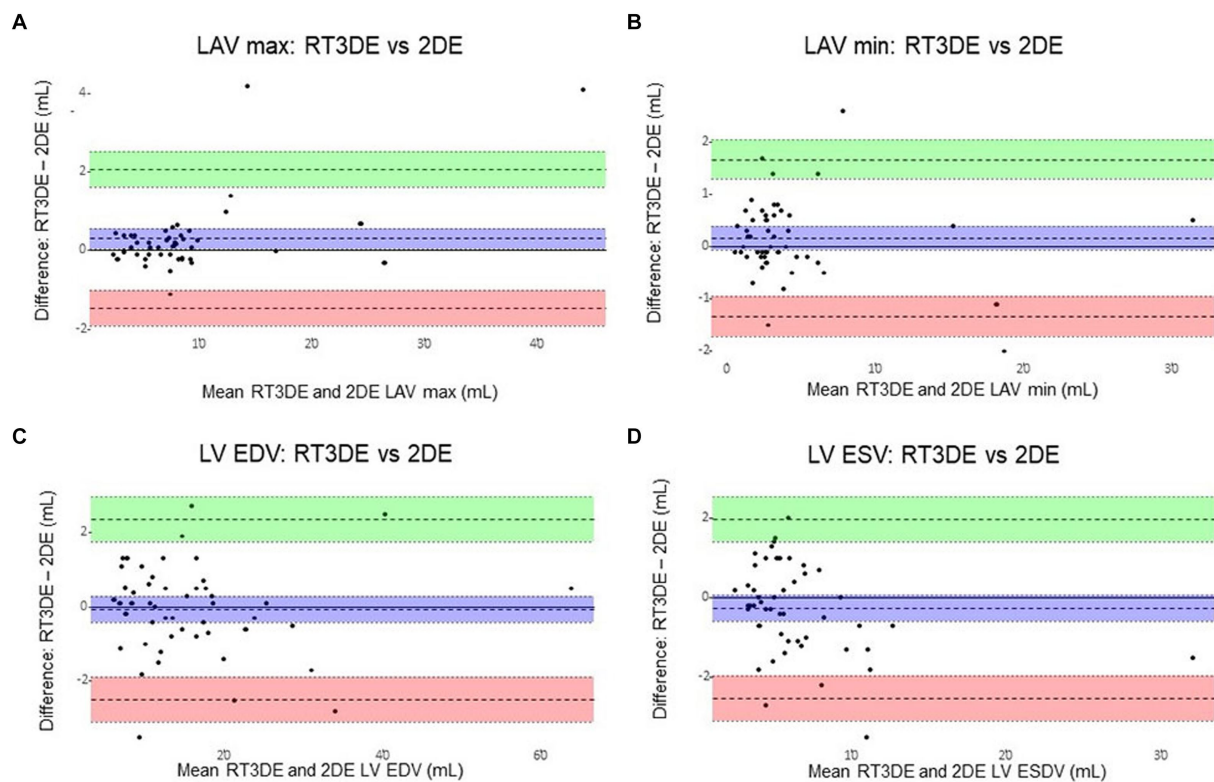 A
LAV max: RT3DE vs 2DE
Difference: RT3DE – 2DE (mL)
4
2
0
-2
10
20
30
40
Mean RT3DE and 2DE LAV max (mL)
B
LAV min: RT3DE vs 2DE
Difference: RT3DE – 2DE (mL)
2
1
0
-1
-2
0
10
20
30
Mean RT3DE and 2DE LAV min (mL)
C
LV EDV: RT3DE vs 2DE
Difference: RT3DE – 2DE (mL)
2
0
-2
20
40
60
Mean RT3DE and 2DE LV EDV (mL)
D
LV ESV: RT3DE vs 2DE
Difference: RT3DE – 2DE (mL)
2
0
-2
10
20
30
Mean RT3DE and 2DE LV ESDV (mL)